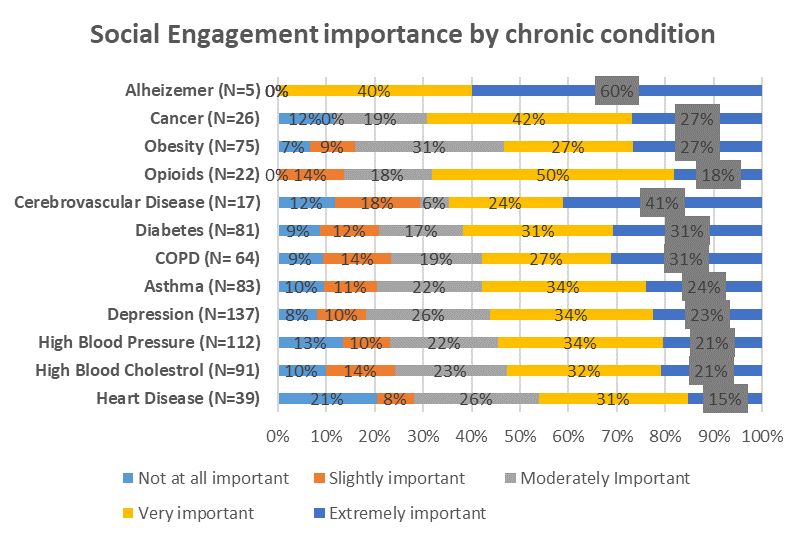 Social Engagement importance by chronic condition
Alheizemer (N=5) 0% 40% 60%
Cancer (N=26) 12% 0% 19% 42% 27%
Obesity (N=75) 7% 9% 31% 27% 27%
Opioids (N=22) 0% 14% 18% 50% 18%
Cerebrovascular Disease (N=17) 12% 18% 6% 24% 41%
Diabetes (N=81) 9% 12% 17% 31% 31%
COPD (N= 64) 9% 14% 19% 27% 31%
Asthma (N=83) 10% 11% 22% 34% 24%
Depression (N=137) 8% 10% 26% 34% 23%
High Blood Pressure (N=112) 13% 10% 22% 34% 21%
High Blood Cholestrol (N=91) 10% 14% 23% 32% 21%
Heart Disease (N=39) 21% 8% 26% 31% 15%
0% 10% 20% 30% 40% 50% 60% 70% 80% 90% 100%
Not at all important Slightly important Moderately Important
Very important Extremely important